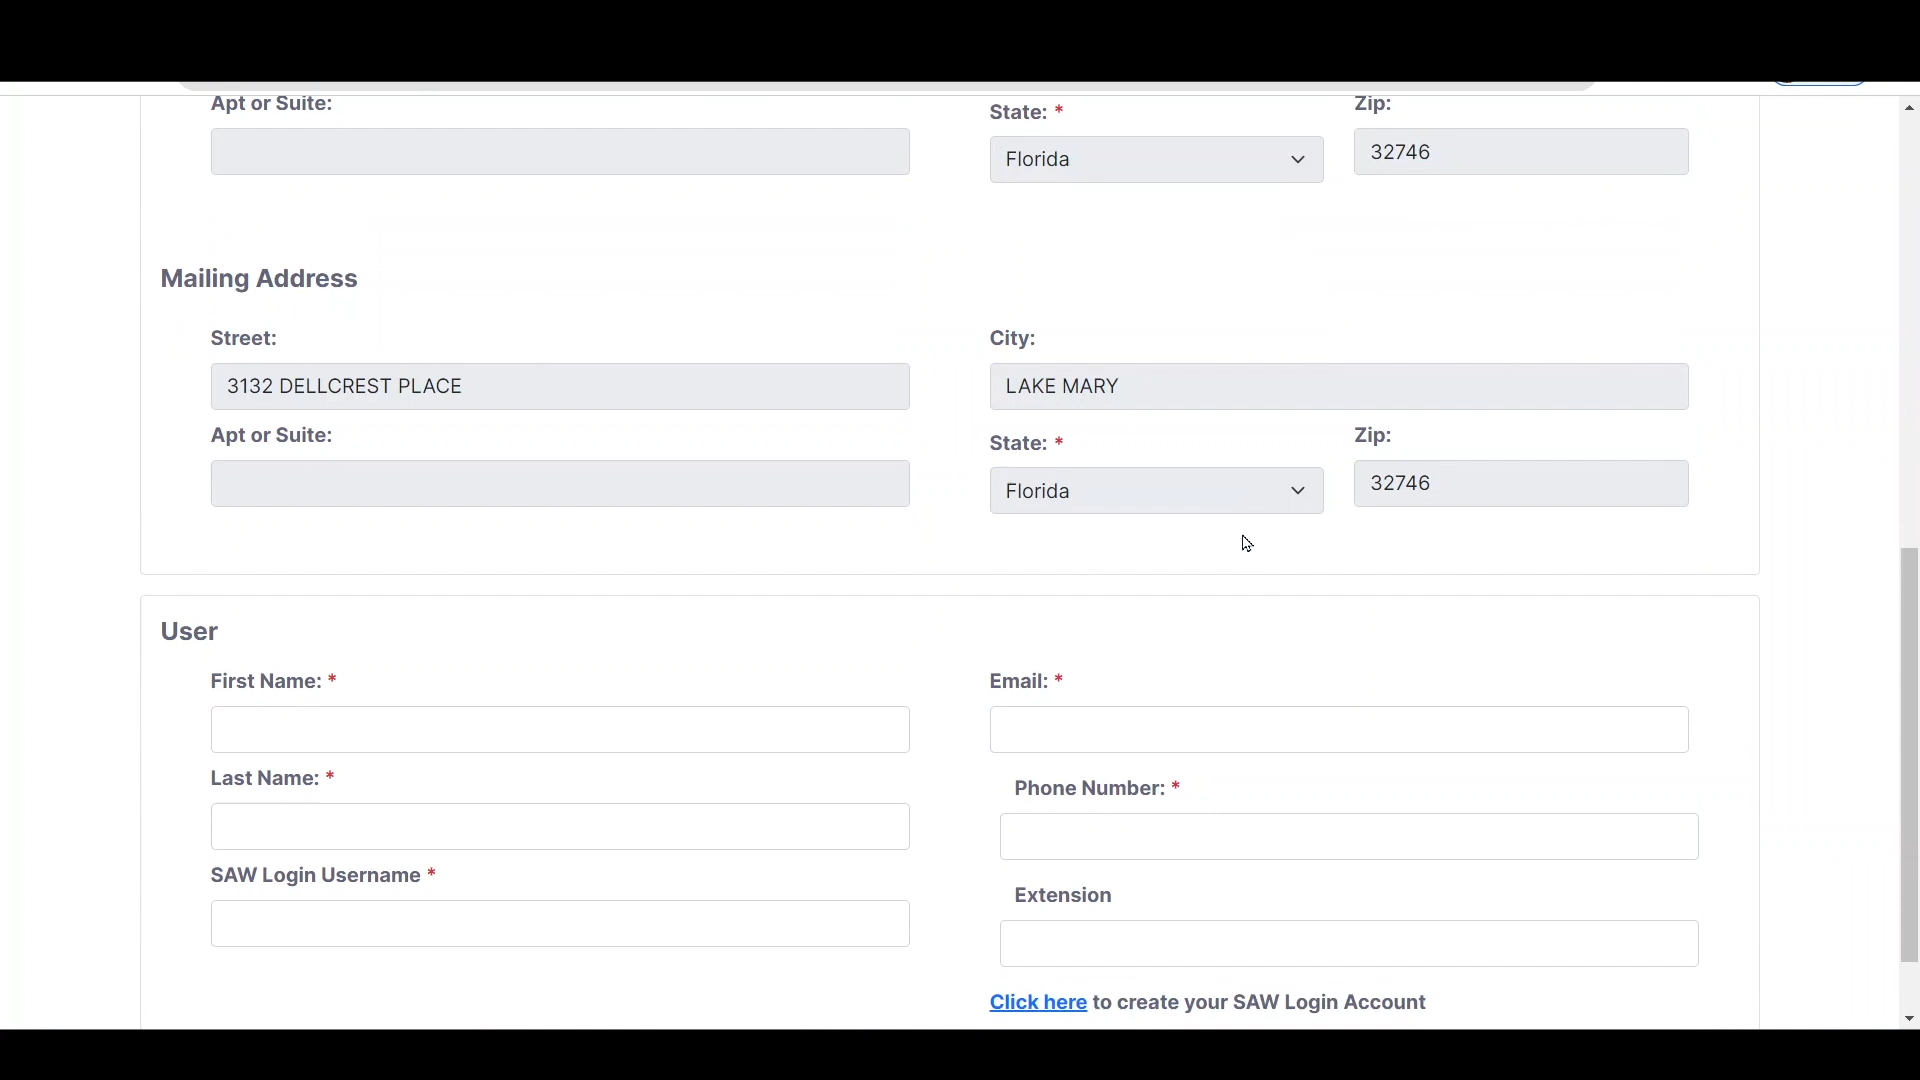 Apt or Suite:
State: *
Zip:
Florida
32746
Mailing Address
Street:
City:
3132 DELLCREST PLACE
LAKE MARY
Apt or Suite:
State: *
Zip:
Florida
32746
User
First Name: *
Email: *
Last Name: *
Phone Number: *
SAW Login Username *
Extension
Click here to create your SAW Login Account